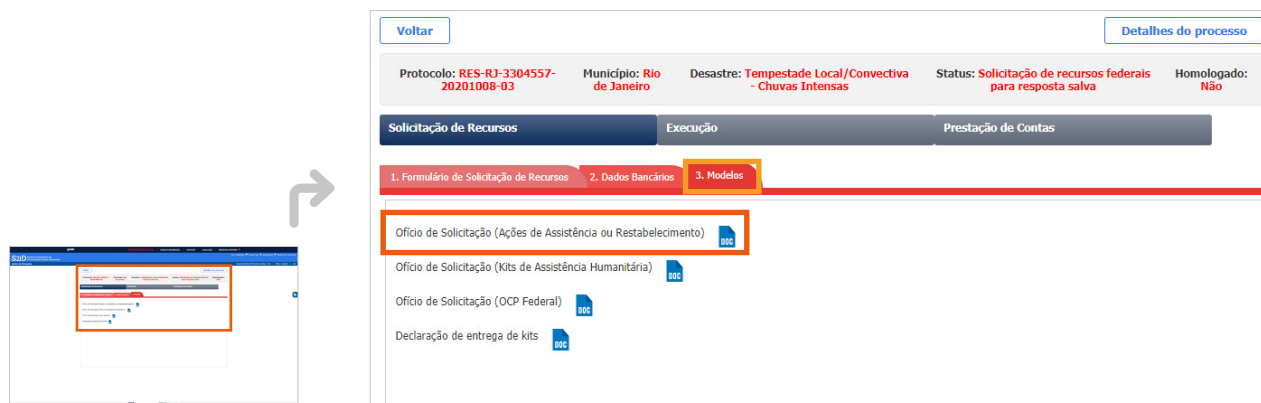 Voltar
Detalhes do processo
Protocolo: RES-RJ-3304557-
20201008-03
Município: Rio
de Janeiro
Desastre: Tempestade Local/Convectiva
- Chuvas Intensas
Status: Solicitação de recursos federais
para resposta salva
Homologado:
Não
Solicitação de Recursos
Execução
Prestação de Contas
1. Formulário de Solicitação de Recursos
2. Dados Bancários
3. Modelos
Ofício de Solicitação (Ações de Assistência ou Restabelecimento)
DOC
Ofício de Solicitação (Kits de Assistência Humanitária)
DOC
Ofício de Solicitação (OCP Federal)
DOC
Declaração de entrega de kits
DOC
S2iD